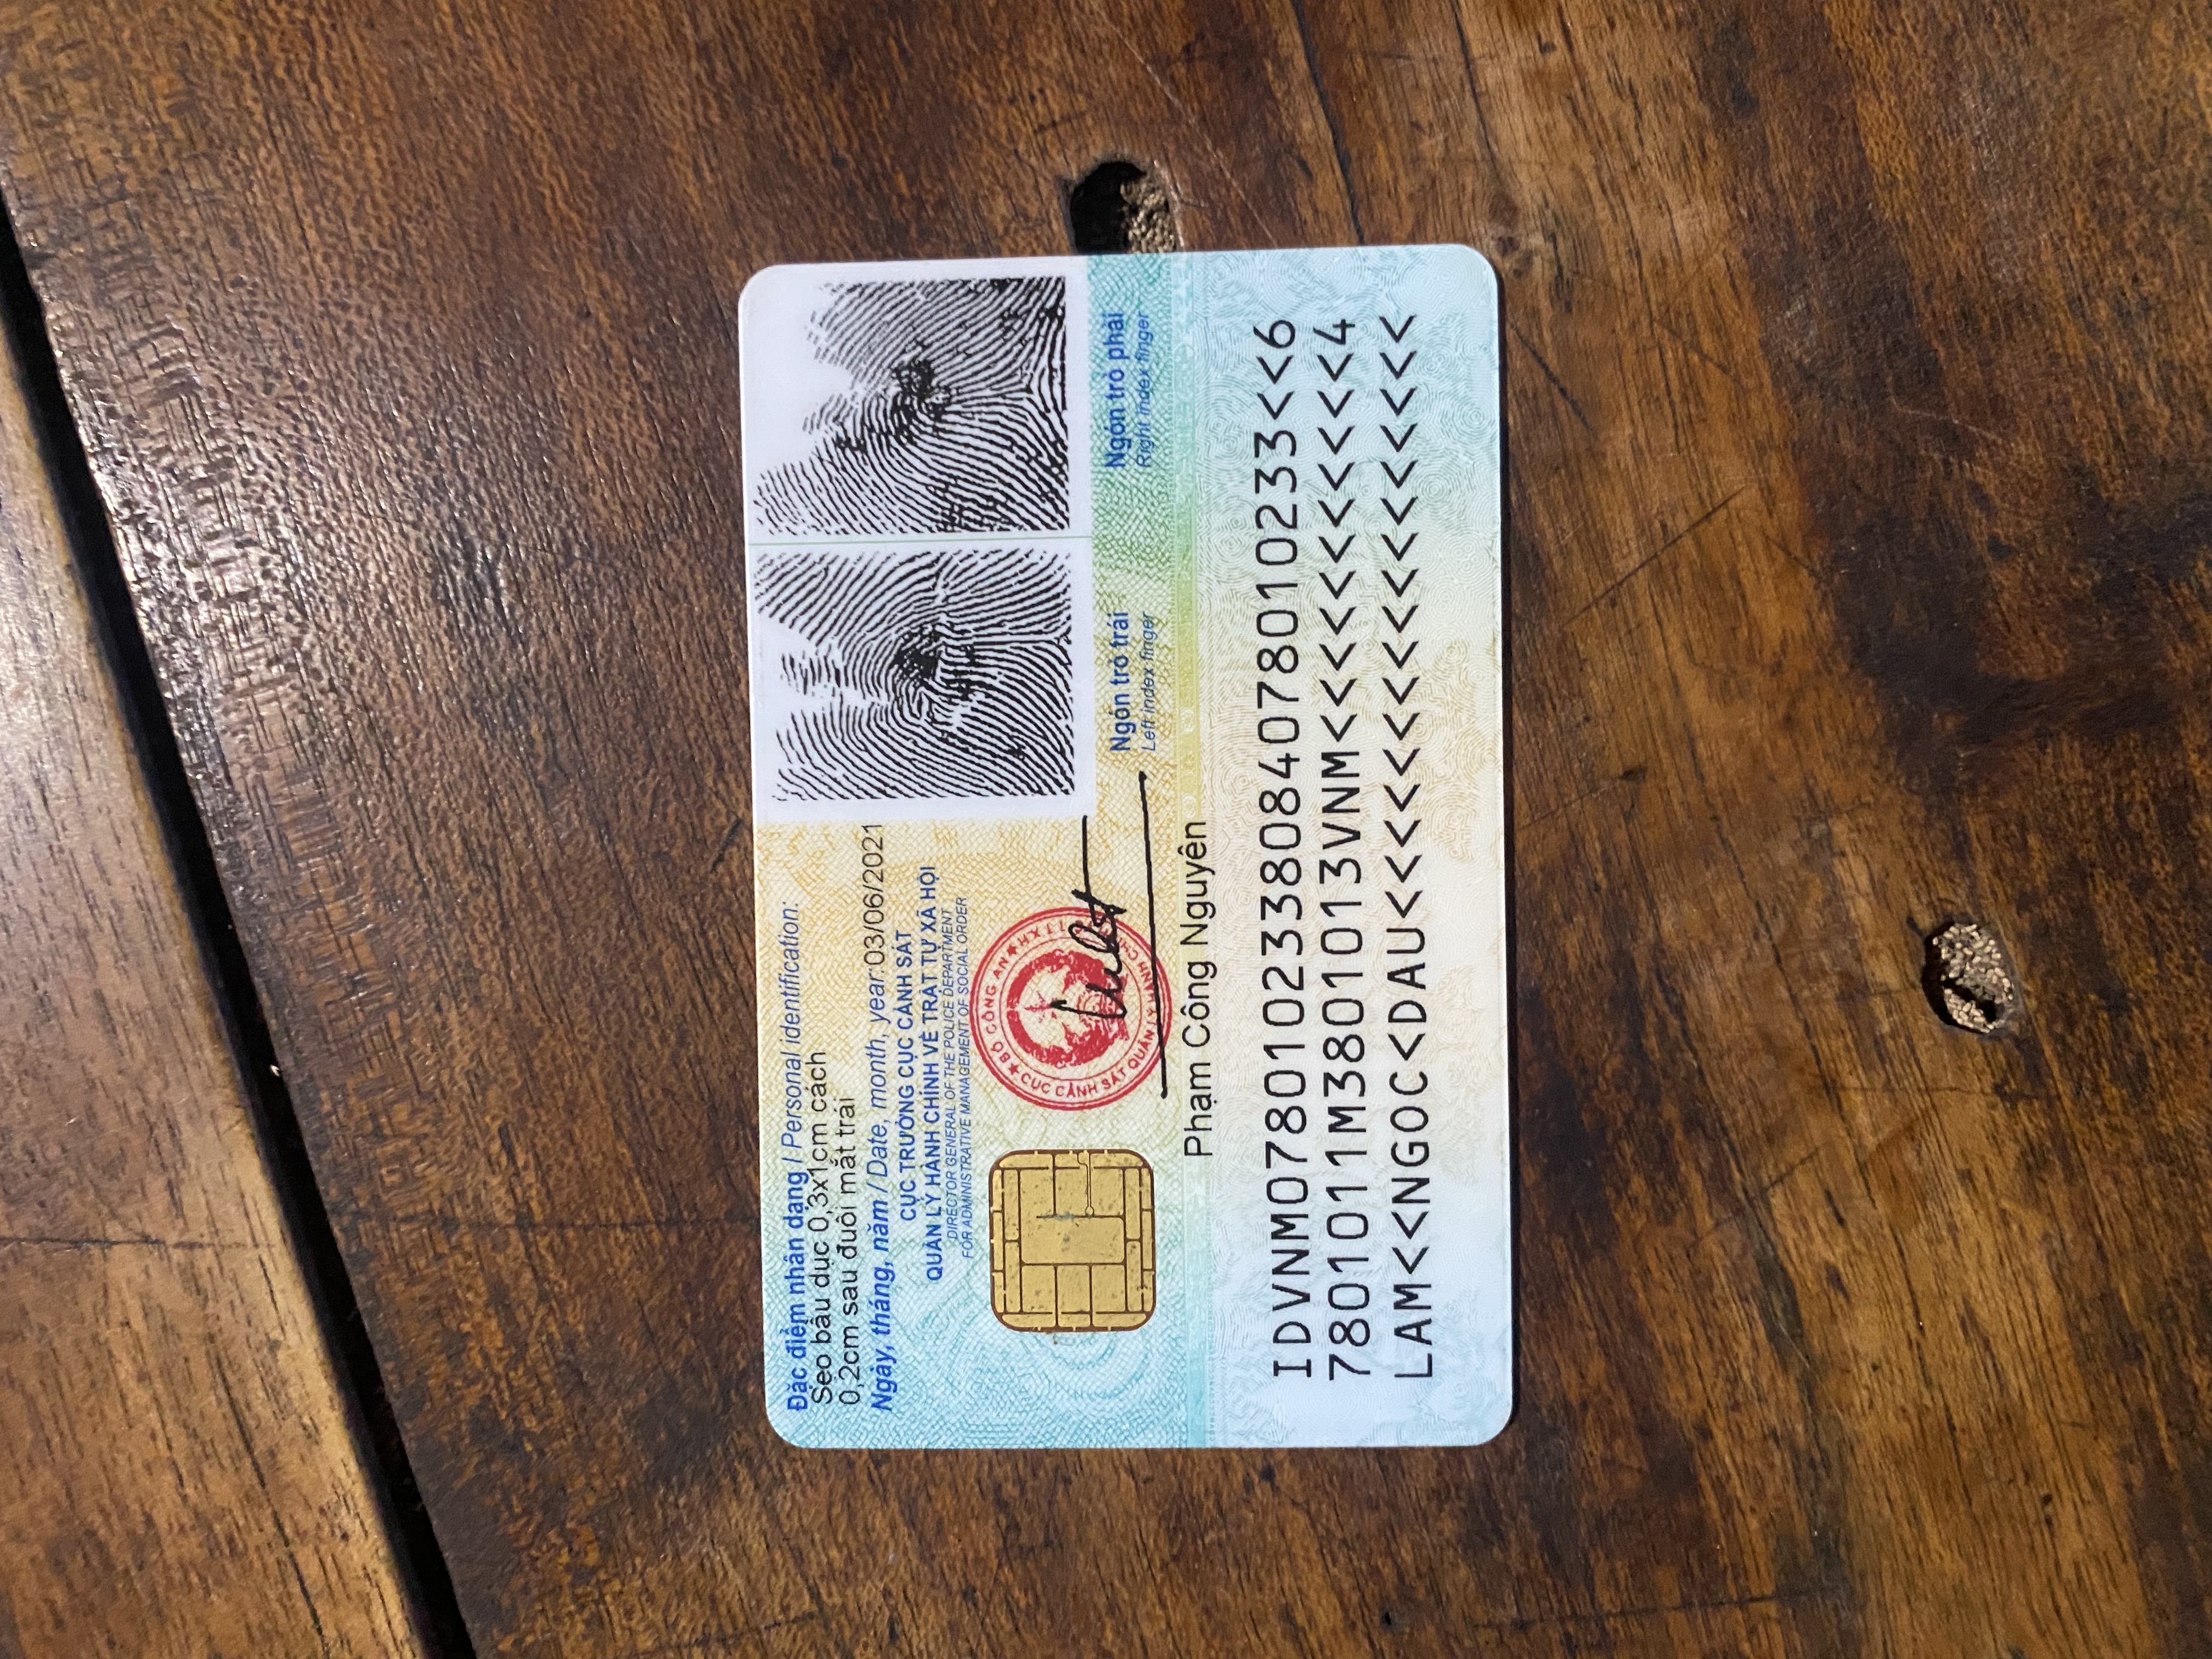 Đặc điểm nhân dạng / Personal identification:
Sẹo bầu dục 0,3x1cm cách
0,2cm sau đuôi mắt trái
Ngày, tháng, năm / Date, month, year:03/06/2021
CỤC TRƯỞNG CỤC CẢNH SÁT
QUẢN LÝ HÀNH CHÍNH VỀ TRẬT TỰ XÃ HỘI
DIRECTOR GENERAL OF THE POLICE DEPARTMENT
FOR ADMINISTRATIVE MANAGEMENT OF SOCIAL ORDER
BỘ CÔNG AN
CỤC CẢNH SÁT QUẢN LÝ HÀNH CHÍNH
Ngón trỏ trái
Left index finger
Ngón trỏ phải
Right index finger
Phạm Công Nguyên
IDVNM0780102338084078010233<<6
7801011M3801013VNM<<<<<<<<<<<4
LAM<<NGOC<DAU<<<<<<<<<<<<<<<<<